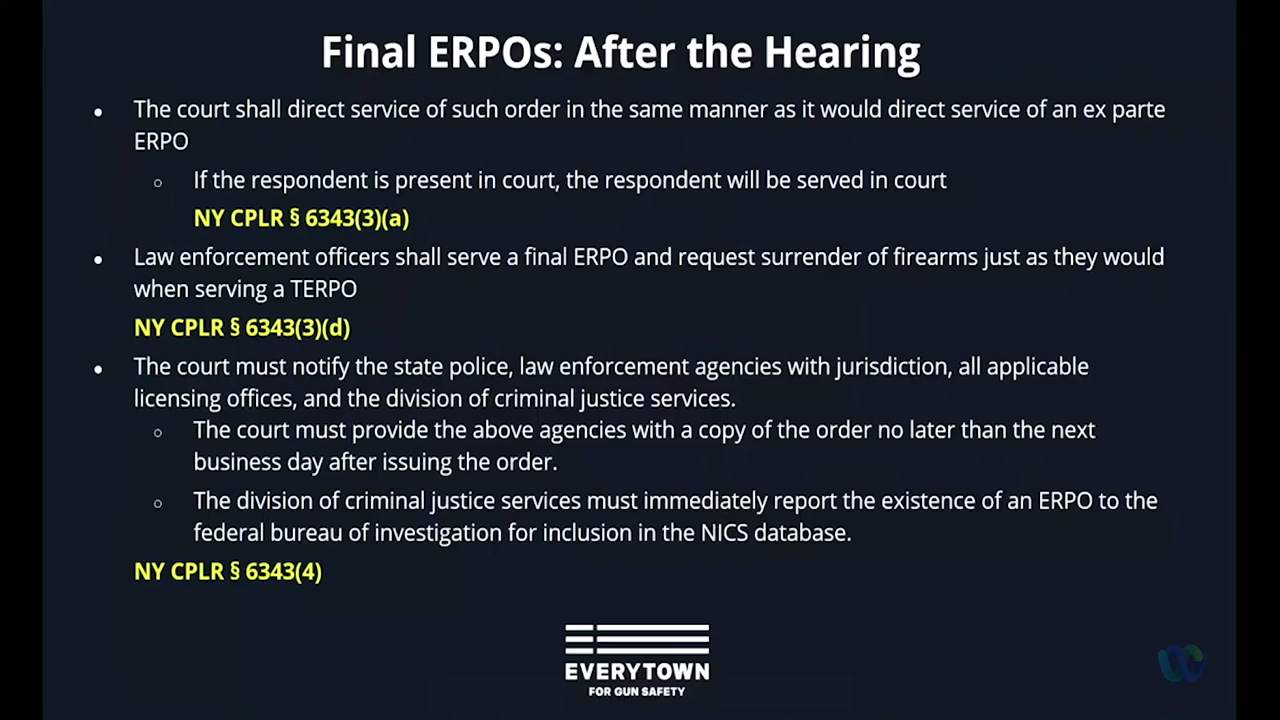 Final ERPOs: After the Hearing
• The court shall direct service of such order in the same manner as it would direct service of an ex parte
ERPO
○ If the respondent is present in court, the respondent will be served in court
NY CPLR § 6343(3)(a)
• Law enforcement officers shall serve a final ERPO and request surrender of firearms just as they would
when serving a TERPO
NY CPLR § 6343(3)(d)
• The court must notify the state police, law enforcement agencies with jurisdiction, all applicable
licensing offices, and the division of criminal justice services.
○ The court must provide the above agencies with a copy of the order no later than the next
business day after issuing the order.
○ The division of criminal justice services must immediately report the existence of an ERPO to the
federal bureau of investigation for inclusion in the NICS database.
NY CPLR § 6343(4)
EVERYTOWN
FOR GUN SAFETY